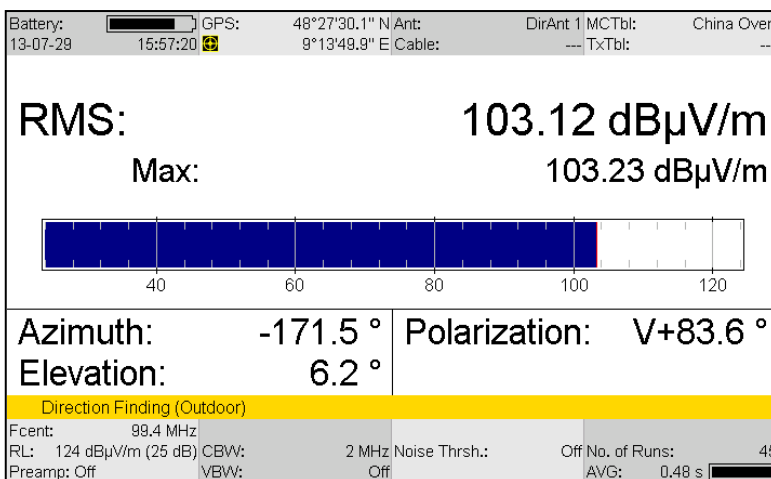 Battery: GPS: 48°27'30.1" N Ant: DirAnt 1 MCTbl: China Over
13-07-29 15:57:20 9°13'49.9" E Cable: --- TxTbl: --
RMS: 103.12 dBµV/m
Max: 103.23 dBµV/m
40 60 80 100 120
Azimuth: -171.5 ° Polarization: V+83.6 °
Elevation: 6.2 °
Direction Finding (Outdoor)
Fcent: 99.4 MHz
RL: 124 dBµV/m (25 dB) CBW: 2 MHz Noise Thrsh.: Off No. of Runs: 45
Preamp: Off VBW: Off AVG: 0.48 s